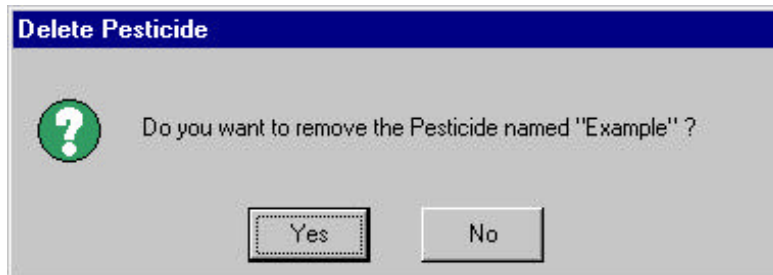 Delete Pesticide
Do you want to remove the Pesticide named "Example" ?
Yes No